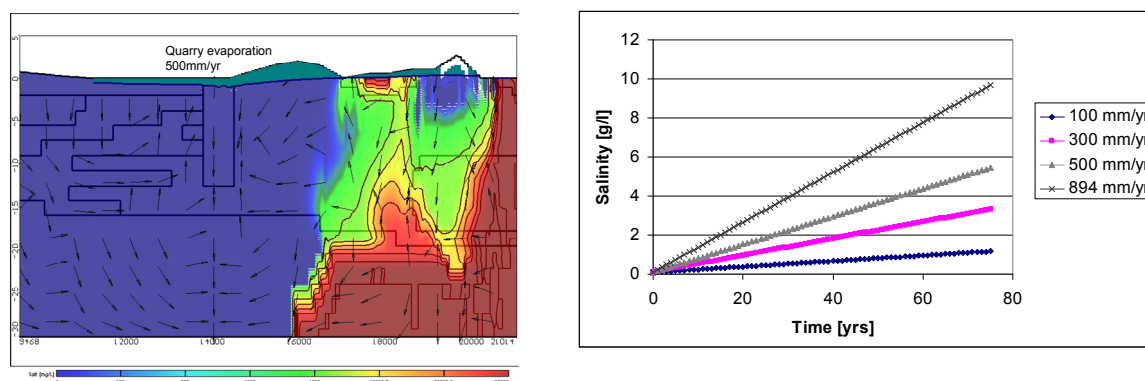 Quarry evaporation
500mm/yr
5
0
-5
-10
-15
-20
-25
-30
9468 12000 14000 16000 18000 20000 21014
Salt [mg/L]
12
10
8
6
4
2
0
0 20 40 60 80
Salinity [g/l]
Time [yrs]
100 mm/yr
300 mm/yr
500 mm/yr
894 mm/yr